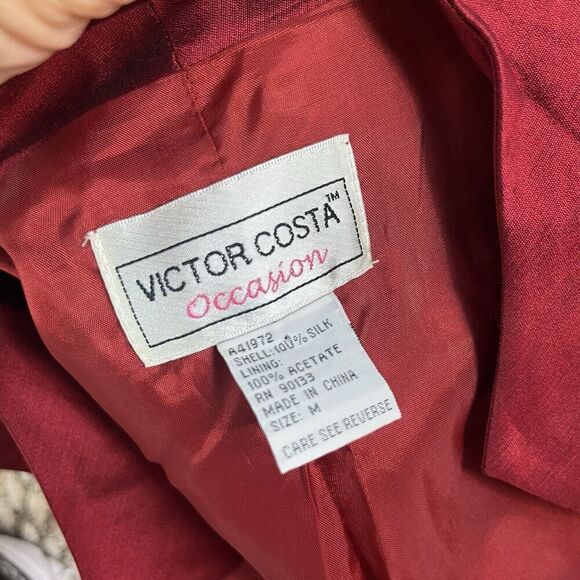 VICTOR COSTA™
Occasion
A41972
SHELL:100% SILK
LINING:
100% ACETATE
RN 90133
MADE IN CHINA
SIZE: M
CARE SEE REVERSE